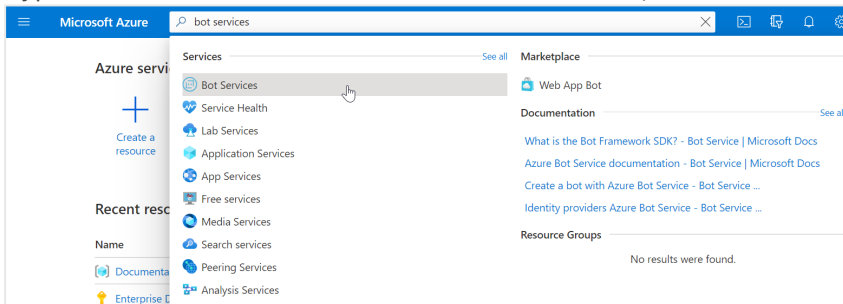 Microsoft Azure
bot services
Azure servi
Create a
resource
Recent reso
Name
Documenta
Enterprise D
Services
See all
Bot Services
Service Health
Lab Services
Application Services
App Services
Free services
Media Services
Search services
Peering Services
Analysis Services
Marketplace
Web App Bot
Documentation
See all
What is the Bot Framework SDK? - Bot Service | Microsoft Docs
Azure Bot Service documentation - Bot Service | Microsoft Docs
Create a bot with Azure Bot Service - Bot Service ...
Identity providers Azure Bot Service - Bot Service ...
Resource Groups
No results were found.